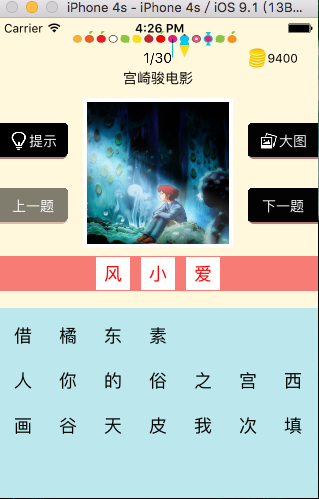 iPhone 4s - iPhone 4s / iOS 9.1 (13B...
Carrier 4:26 PM
1/30
9400
宫崎骏电影
提示 大图
上一题 下一题
风 小 爱
借 橘 东 素
人 你 的 俗 之 宫 西
画 谷 天 皮 我 次 填